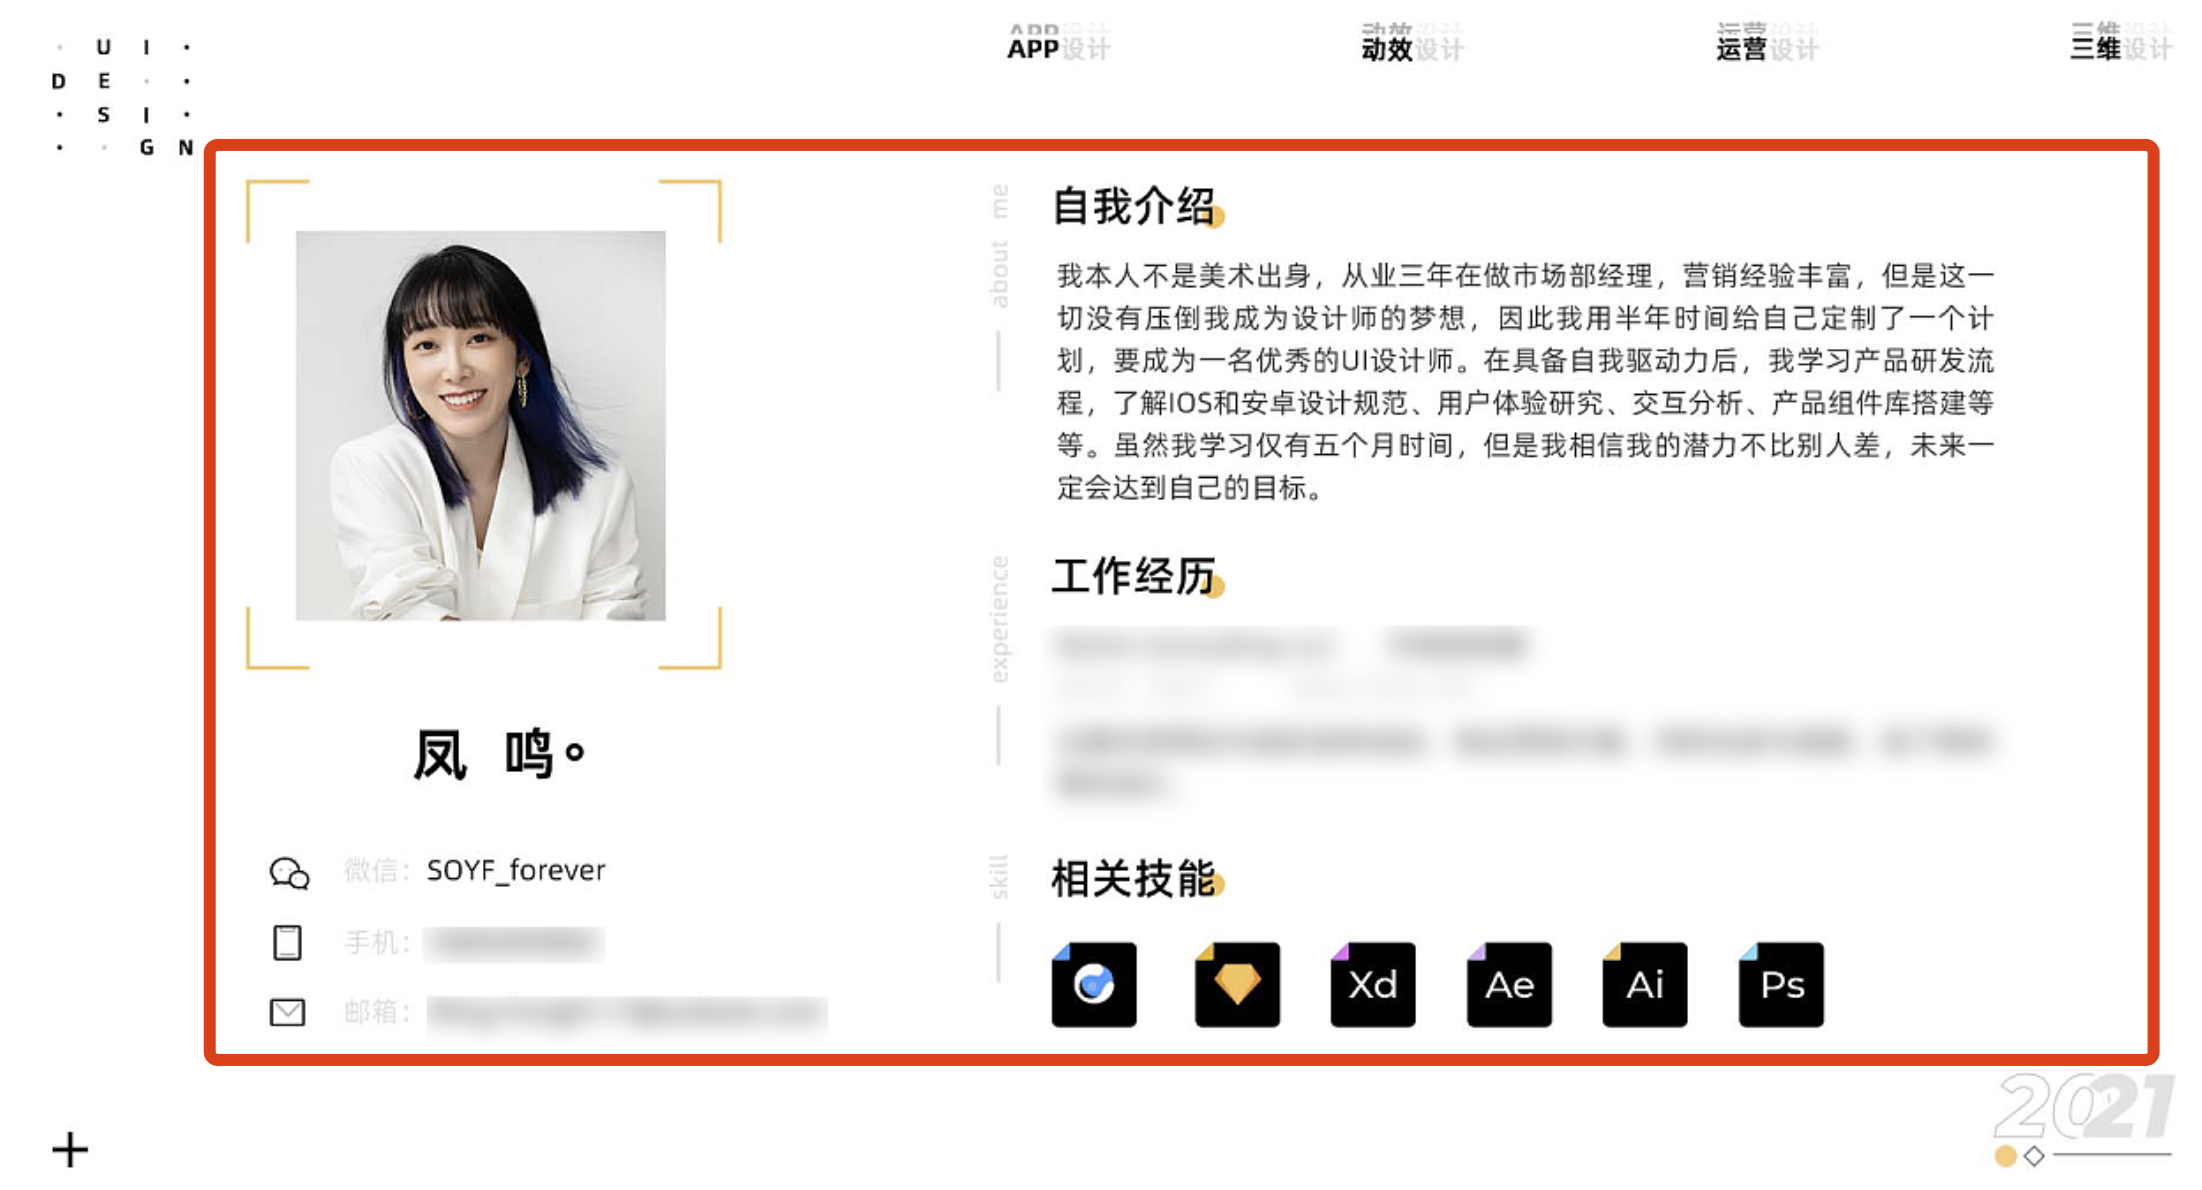 UI
DE
SI
GN
APP设计
动效设计
运营设计
三维设计
凤 鸣
微信：SOYF_forever
手机：
邮箱：
about me
自我介绍
我本人不是美术出身，从业三年在做市场部经理，营销经验丰富，但是这一
切没有压倒我成为设计师的梦想，因此我用半年时间给自己定制了一个计
划，要成为一名优秀的UI设计师。在具备自我驱动力后，我学习产品研发流
程，了解IOS和安卓设计规范、用户体验研究、交互分析、产品组件库搭建等
等。虽然我学习仅有五个月时间，但是我相信我的潜力不比别人差，未来一
定会达到自己的目标。
experience
工作经历
skill
相关技能
Xd
Ae
Ai
Ps
2021